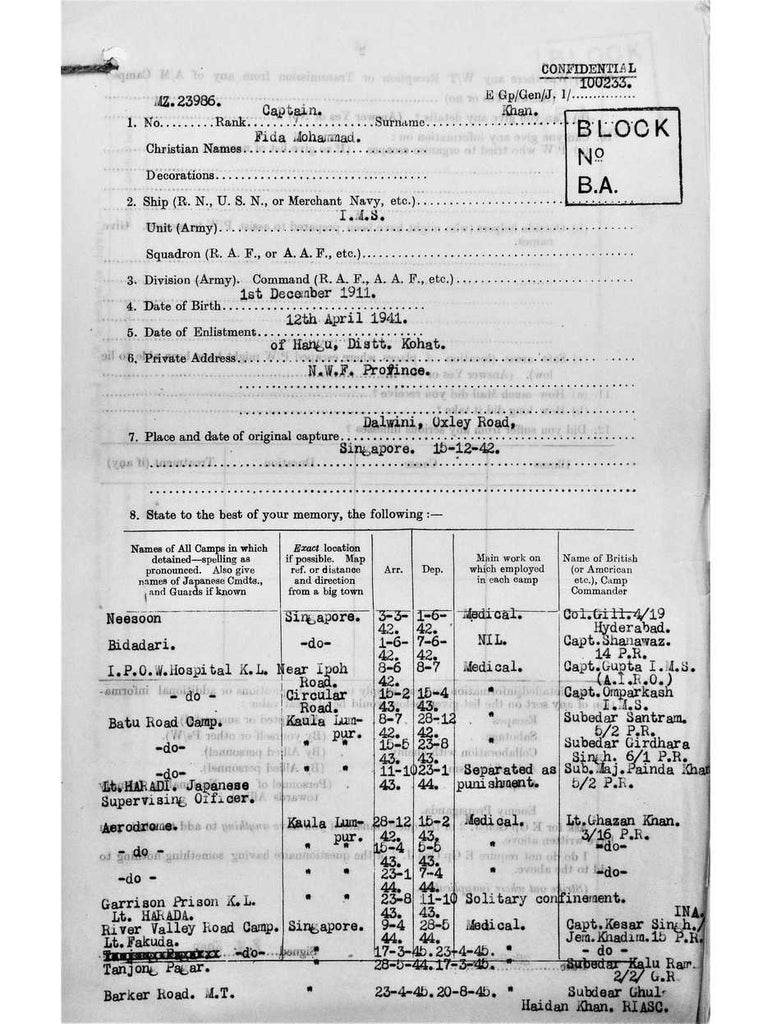 CONFIDENTIAL
100233.
MZ.23986.
E Gp/Gen/J. 1/..............
Captain. Khan.
1. No.........Rank.....................Surname....................
BLOCK
Nº
B.A.
Fida Mohammad.
Christian Names..............................
Decorations..............................
2. Ship (R. N., U. S. N., or Merchant Navy, etc.)....................
I.M.S.
Unit (Army)..............................
Squadron (R. A. F., or A. A. F., etc.)..............................
3. Division (Army). Command (R. A. F., A. A. F., etc.)..............................
1st December 1911.
4. Date of Birth..............................
12th April 1941.
5. Date of Enlistment..............................
of Hangu, Distt. Kohat.
6. Private Address..............................
N.W.F. Profince.
Dalwini, Oxley Road,
7. Place and date of original capture..............................
Singapore. 15-12-42.
8. State to the best of your memory, the following :—
Names of All Camps in which detained—spelling as pronounced. Also give names of Japanese Cmdts., and Guards if known
Exact location if possible. Map ref. or distance and direction from a big town
Arr.
Dep.
Main work on which employed in each camp
Name of British (or American etc.), Camp Commander
Neesoon Singapore. 3-3- 1-6- Medical. Col.Gill.4/19
42. 42. Hyderabad.
Bidadari. -do- 1-6- 7-6- NIL. Capt.Shanawaz.
42. 42. 14 P.R.
I.P.O.W.Hospital K.L. Near Ipoh 8-6 8-7 Medical. Capt.Gupta I.M.S.
Road. 42. (A.I.R.O.)
- do - Circular 15-2 15-4 " Capt.Omparkash
Road. 43. 43. I.M.S.
Batu Road Camp. Kaula Lum- 8-7 28-12 " Subedar Santram.
pur. 42. 42. 5/2 P.R.
-do- " " 15-5 23-8 " Subedar Girdhara
43. 43. Singh. 6/1 P.R.
-do- " " 11-10 23-1 Separated as Sub.Maj.Painda Khan
Lt.HARADI. Japanese 43. 44. punishment. 5/2 P.R.
Supervising Officer.
Aerodrome. Kaula Lum- 28-12 15-2 Medical. Lt.Ghazan Khan.
pur. 42. 43. 3/16 P.R.
- do - " " 15-4 5-5 " -do-
43. 43.
-do - " " 23-1 7-4 " -do-
44. 44.
Garrison Prison K.L. 23-8 11-10 Solitary confinement.
Lt. HARADA. 43. 43. INA.
River Valley Road Camp. Singapore. 9-4 28-5 Medical. Capt.Kesar Singh./
Lt.Fakuda. 44. 44. Jem.Khadim.15 P.R.
-do- " 17-3-45. 23-4-45. " - do -
Tanjong Pagar. " 28-5-44. 17-3-45. " Subedar Kalu Ram.
2/2/ G.R
Barker Road. M.T. " 23-4-45. 20-8-45. " Subdear Ghul-
Haidan Khan. RIASC.